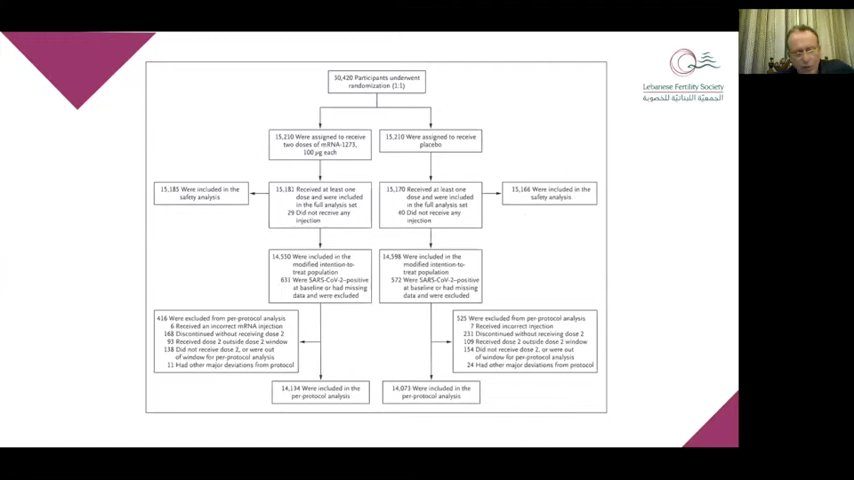 Lebanese Fertility Society
الجمعيّة اللبنانيّة للخصوبة
30,420 Participants underwent
randomization (1:1)
15,210 Were assigned to receive
two doses of mRNA-1273,
100 μg each
15,210 Were assigned to receive
placebo
15,185 Were included in the
safety analysis
15,181 Received at least one
dose and were included
in the full analysis set
29 Did not receive any
injection
15,170 Received at least one
dose and were included
in the full analysis set
40 Did not receive any
injection
15,166 Were included in the
safety analysis
14,550 Were included in the
modified intention-to-
treat population
631 Were SARS-CoV-2–positive
at baseline or had missing
data and were excluded
14,598 Were included in the
modified intention-to-
treat population
572 Were SARS-CoV-2–positive
at baseline or had missing
data and were excluded
416 Were excluded from per-protocol analysis
6 Received an incorrect mRNA injection
168 Discontinued without receiving dose 2
93 Received dose 2 outside dose 2 window
138 Did not receive dose 2, or were out
of window for per-protocol analysis
11 Had other major deviations from protocol
525 Were excluded from per-protocol analysis
7 Received incorrect injection
231 Discontinued without receiving dose 2
109 Received dose 2 outside dose 2 window
154 Did not receive dose 2, or were out
of window for per-protocol analysis
24 Had other major deviations from protocol
14,134 Were included in the
per-protocol analysis
14,073 Were included in the
per-protocol analysis